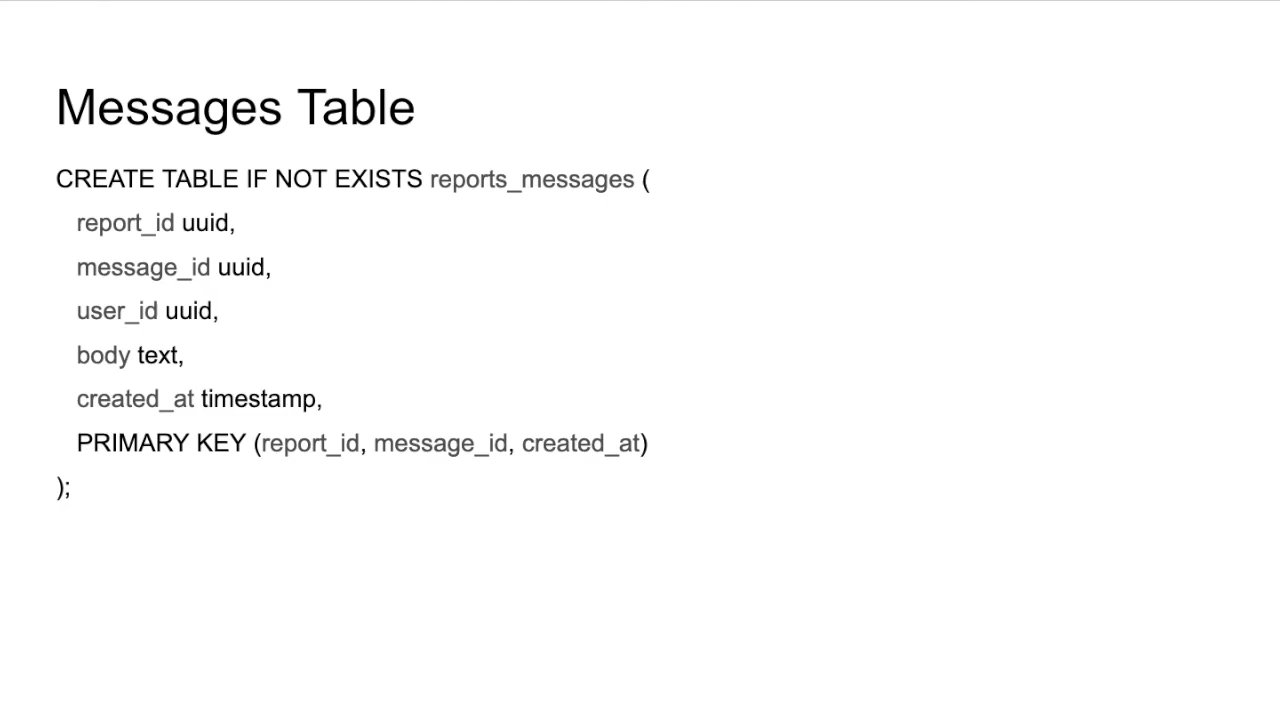 Messages Table
CREATE TABLE IF NOT EXISTS reports_messages (
report_id uuid,
message_id uuid,
user_id uuid,
body text,
created_at timestamp,
PRIMARY KEY (report_id, message_id, created_at)
);